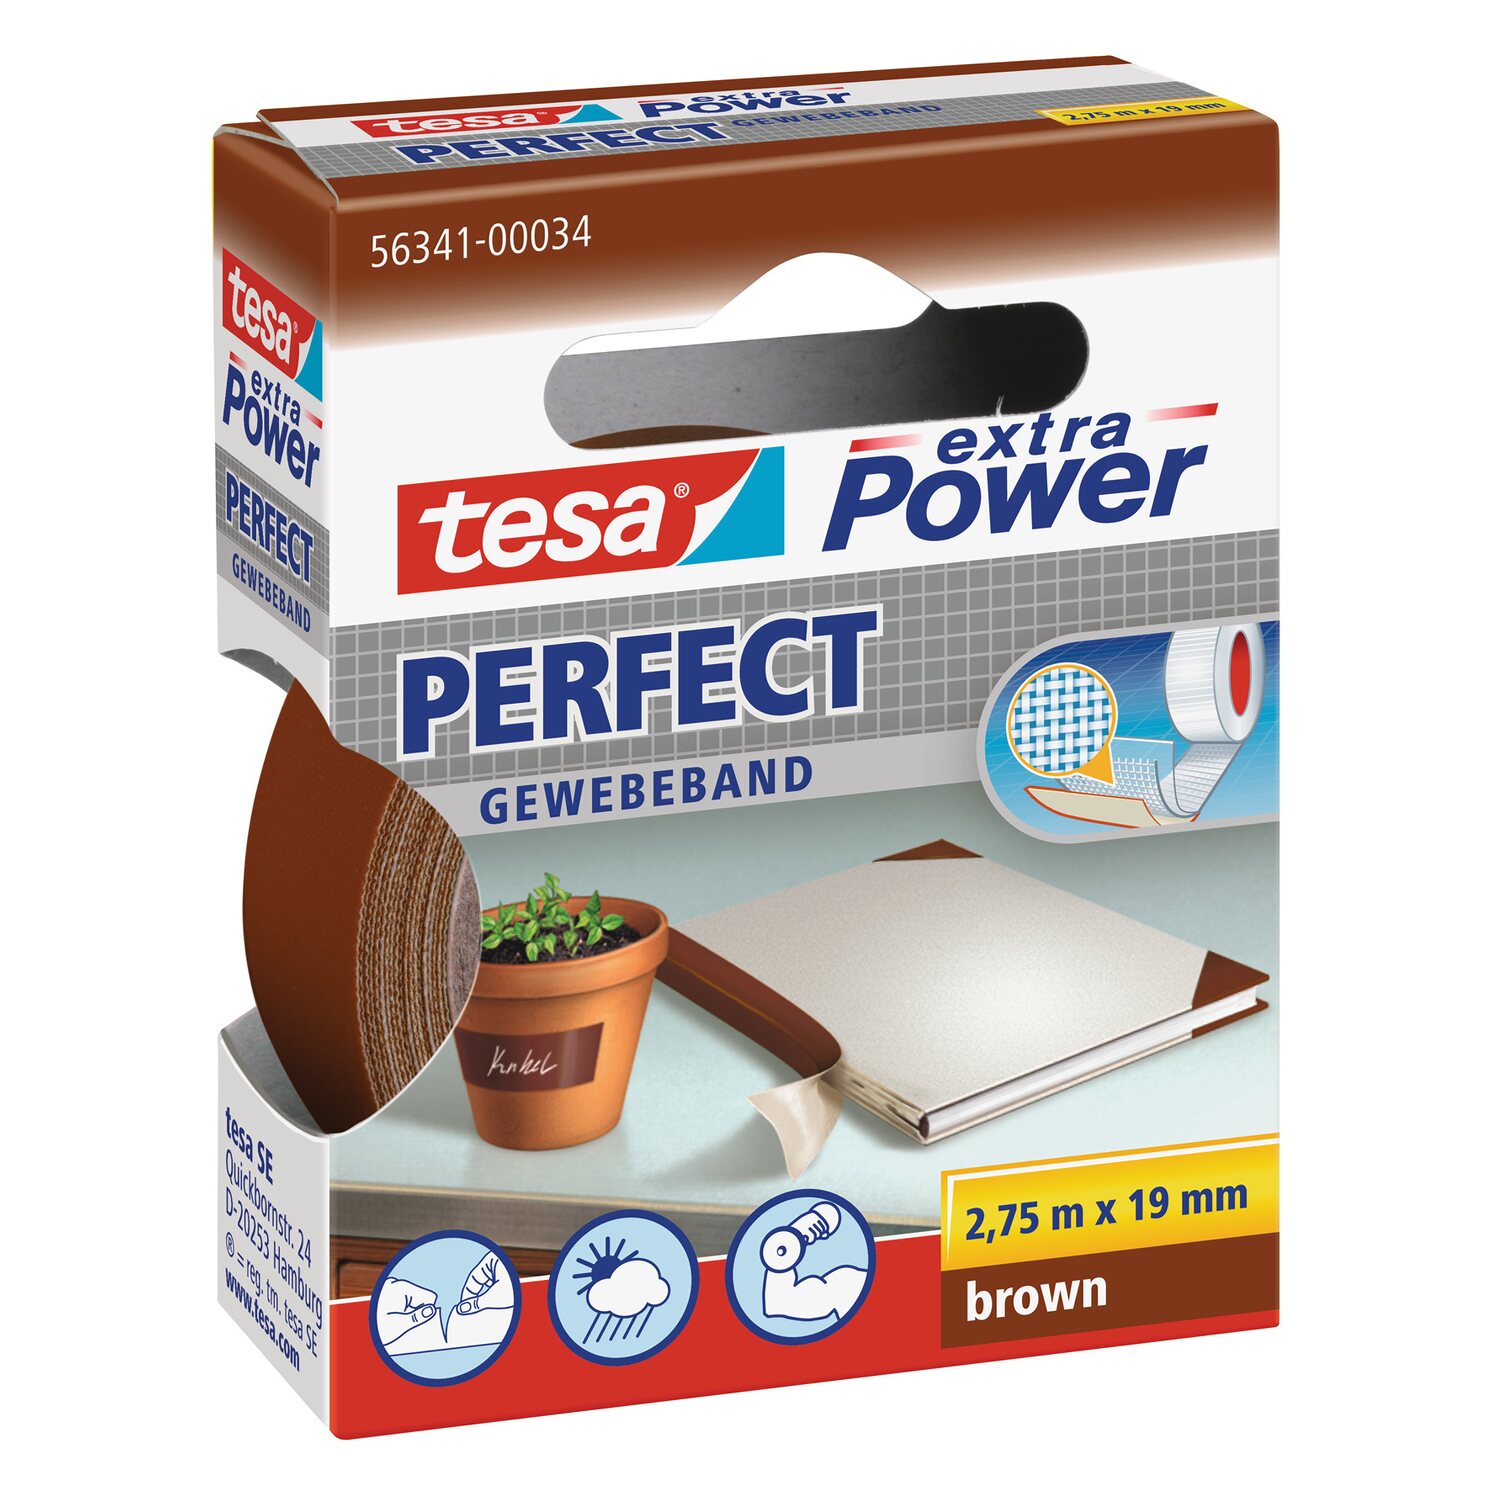 tesa® extra Power
PERFECT GEWEBEBAND
2,75 m x 19 mm
56341-00034
tesa®
extra
Power
PERFECT
GEWEBEBAND
tesa®
extra
Power
PERFECT
GEWEBEBAND
2,75 m x 19 mm
brown
tesa SE
Quickbornstr. 24
D-20253 Hamburg
® = reg. tm. tesa SE
www.tesa.com